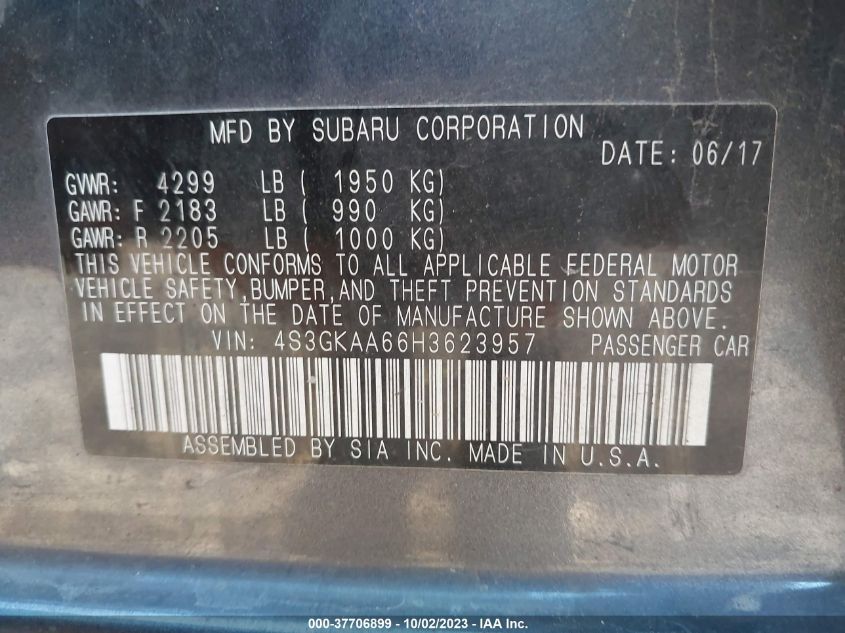 MFD BY SUBARU CORPORATION
DATE: 06/17
GVWR: 4299 LB ( 1950 KG)
GAWR: F 2183 LB ( 990 KG)
GAWR: R 2205 LB ( 1000 KG)
THIS VEHICLE CONFORMS TO ALL APPLICABLE FEDERAL MOTOR
VEHICLE SAFETY,BUMPER,AND THEFT PREVENTION STANDARDS
IN EFFECT ON THE DATE OF MANUFACTURE SHOWN ABOVE.
VIN: 4S3GKAA66H3623957 PASSENGER CAR
ASSEMBLED BY SIA INC. MADE IN U.S.A.
000-37706899 - 10/02/2023 - IAA Inc.